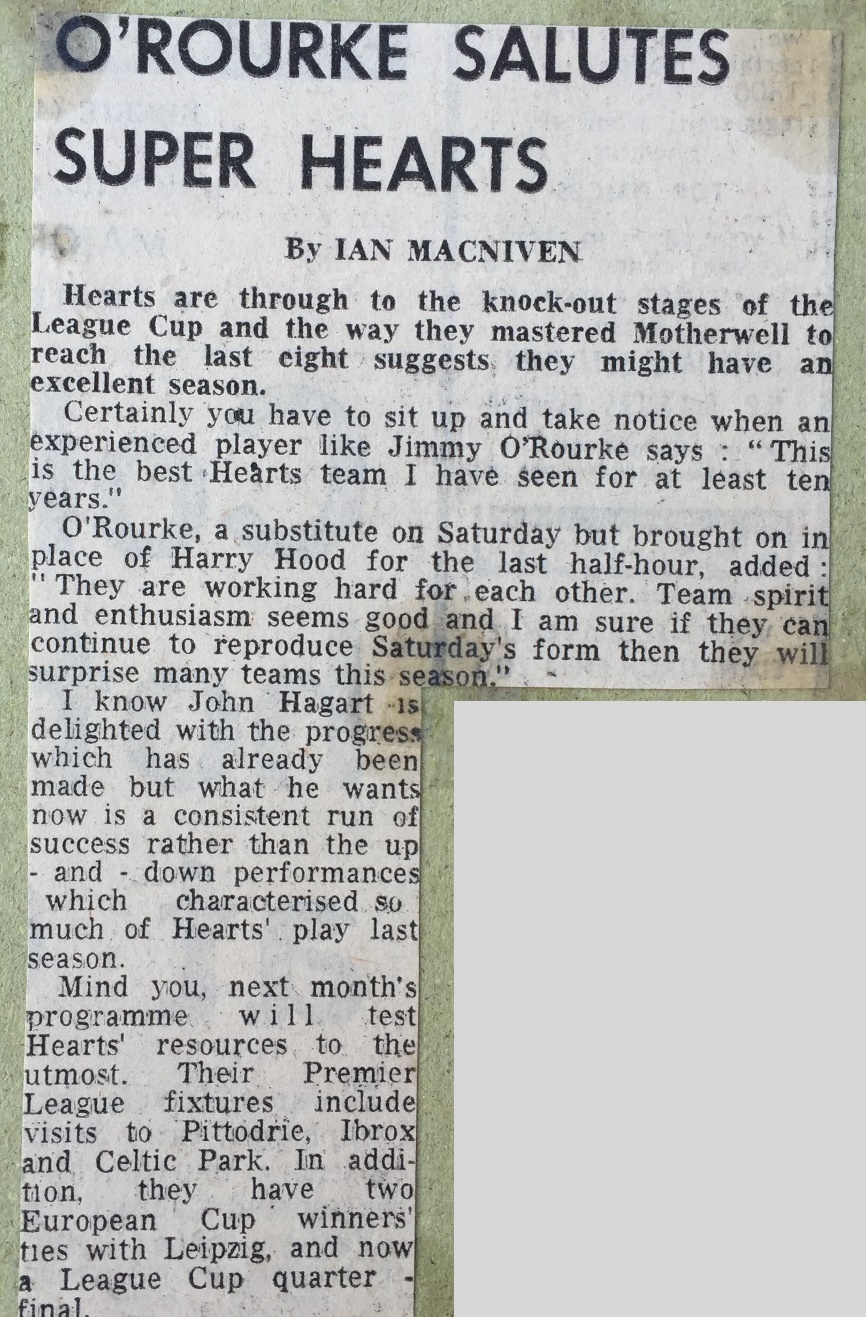 O'ROURKE SALUTES
SUPER HEARTS
By IAN MACNIVEN
Hearts are through to the knock-out stages of the
League Cup and the way they mastered Motherwell to
reach the last eight suggests they might have an
excellent season.
Certainly you have to sit up and take notice when an
experienced player like Jimmy O'Rourke says : "This
is the best Hearts team I have seen for at least ten
years."
O'Rourke, a substitute on Saturday but brought on in
place of Harry Hood for the last half-hour, added :
"They are working hard for each other. Team spirit
and enthusiasm seems good and I am sure if they can
continue to reproduce Saturday's form then they will
surprise many teams this season."
I know John Hagart is
delighted with the progress
which has already been
made but what he wants
now is a consistent run of
success rather than the up
- and - down performances
which characterised so
much of Hearts' play last
season.
Mind you, next month's
programme will test
Hearts' resources to the
utmost. Their Premier
League fixtures include
visits to Pittodrie, Ibrox
and Celtic Park. In addi-
tion, they have two
European Cup winners'
ties with Leipzig, and now
a League Cup quarter -
final.